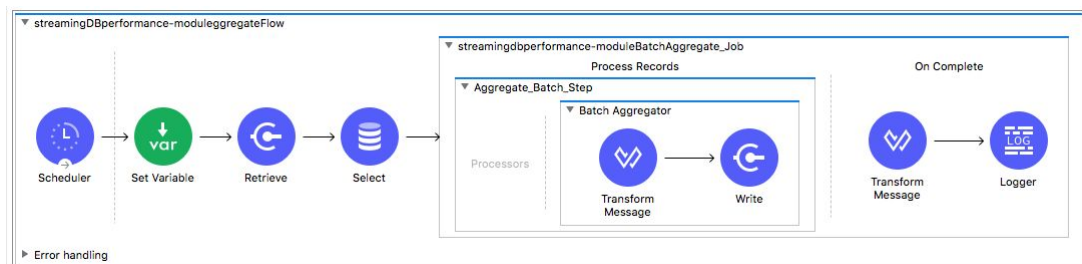 streamingDBperformance-moduleggregateFlow
streamingdbperformance-moduleBatchAggregate_Job
Process Records
On Complete
Aggregate_Batch_Step
Batch Aggregator
var
LOG
Processors
Scheduler
Set Variable
Retrieve
Select
Transform
Message
Write
Transform
Message
Logger
Error handling